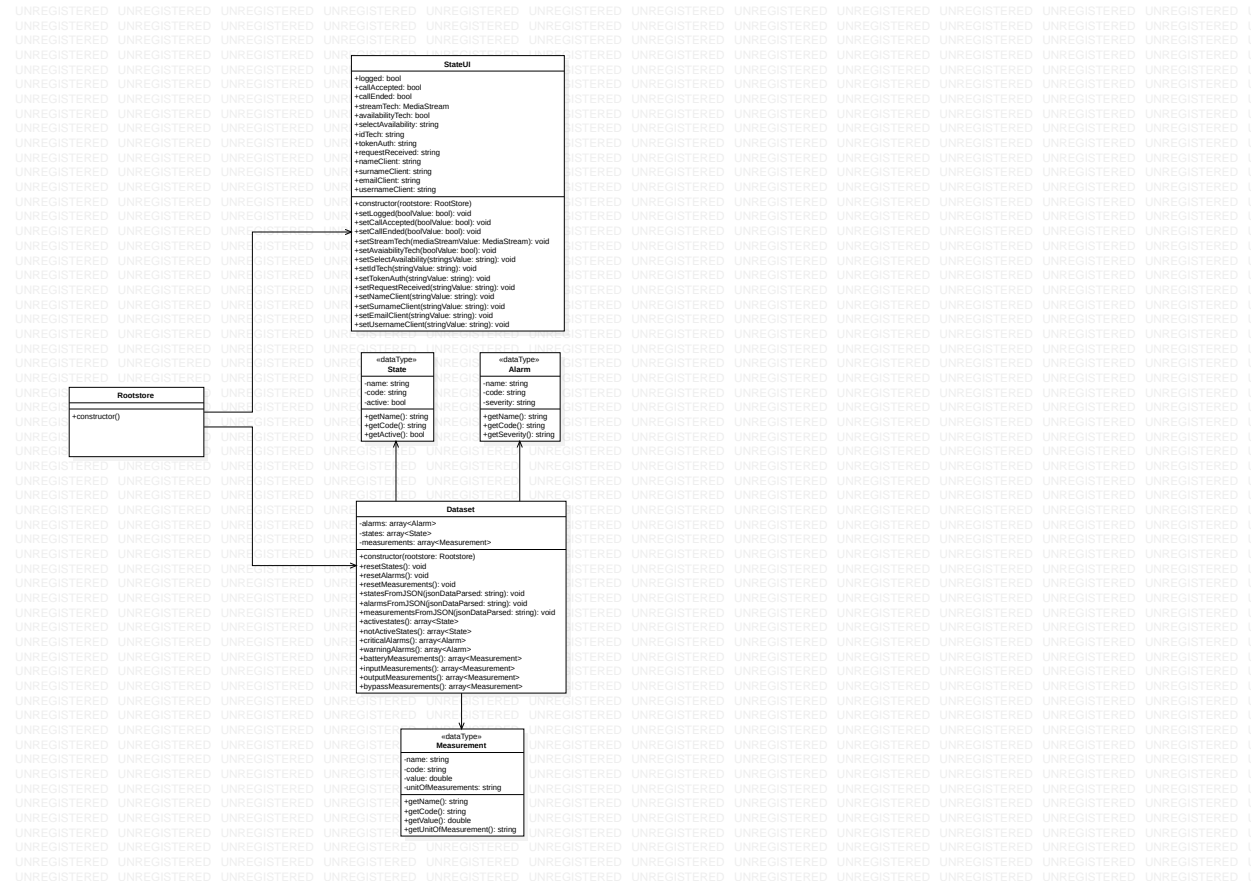 StateUI
+logged: bool
+callAccepted: bool
+callEnded: bool
+streamTech: MediaStream
+availabilityTech: bool
+selectAvailability: string
+idTech: string
+tokenAuth: string
+requestReceived: string
+nameClient: string
+surnameClient: string
+emailClient: string
+usernameClient: string
+constructor(rootstore: RootStore)
+setLogged(boolValue: bool): void
+setCallAccepted(boolValue: bool): void
+setCallEnded(boolValue: bool): void
+setStreamTech(mediaStreamValue: MediaStream): void
+setAvaiabilityTech(boolValue: bool): void
+setSelectAvailability(stringsValue: string): void
+setIdTech(stringValue: string): void
+setTokenAuth(stringValue: string): void
+setRequestReceived(stringValue: string): void
+setNameClient(stringValue: string): void
+setSurnameClient(stringValue: string): void
+setEmailClient(stringValue: string): void
+setUsernameClient(stringValue: string): void
Rootstore
+constructor()
«dataType»
State
-name: string
-code: string
-active: bool
+getName(): string
+getCode(): string
+getActive(): bool
«dataType»
Alarm
-name: string
-code: string
-severity: string
+getName(): string
+getCode(): string
+getSeverity(): string
Dataset
-alarms: array<Alarm>
-states: array<State>
-measurements: array<Measurement>
+constructor(rootstore: Rootstore)
+resetStates(): void
+resetAlarms(): void
+resetMeasurements(): void
+statesFromJSON(jsonDataParsed: string): void
+alarmsFromJSON(jsonDataParsed: string): void
+measurementsFromJSON(jsonDataParsed: string): void
+activestates(): array<State>
+notActiveStates(): array<State>
+criticalAlarms(): array<Alarm>
+warningAlarms(): array<Alarm>
+batteryMeasurements(): array<Measurement>
+inputMeasurements(): array<Measurement>
+outputMeasurements(): array<Measurement>
+bypassMeasurements(): array<Measurement>
«dataType»
Measurement
-name: string
-code: string
-value: double
-unitOfMeasurements: string
+getName(): string
+getCode(): string
+getValue(): double
+getUnitOfMeasurement(): string
UNREGISTERED